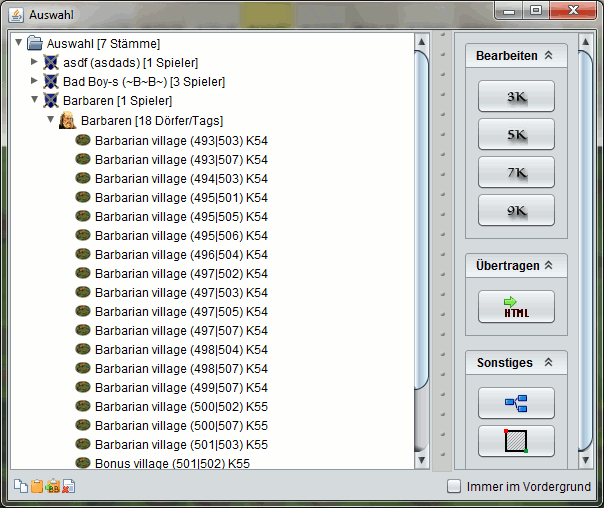 Auswahl
Auswahl [7 Stämme]
asdf (asdads) [1 Spieler]
Bad Boy-s (~B~B~) [3 Spieler]
Barbaren [1 Spieler]
Barbaren [18 Dörfer/Tags]
Barbarian village (493|503) K54
Barbarian village (493|507) K54
Barbarian village (494|503) K54
Barbarian village (495|501) K54
Barbarian village (495|505) K54
Barbarian village (495|506) K54
Barbarian village (496|504) K54
Barbarian village (497|502) K54
Barbarian village (497|503) K54
Barbarian village (497|505) K54
Barbarian village (497|507) K54
Barbarian village (498|504) K54
Barbarian village (498|507) K54
Barbarian village (499|507) K54
Barbarian village (500|502) K55
Barbarian village (500|507) K55
Barbarian village (501|503) K55
Bonus village (501|502) K55
Bearbeiten
3K
5K
7K
9K
Übertragen
HTML
Sonstiges
BB
Immer im Vordergrund